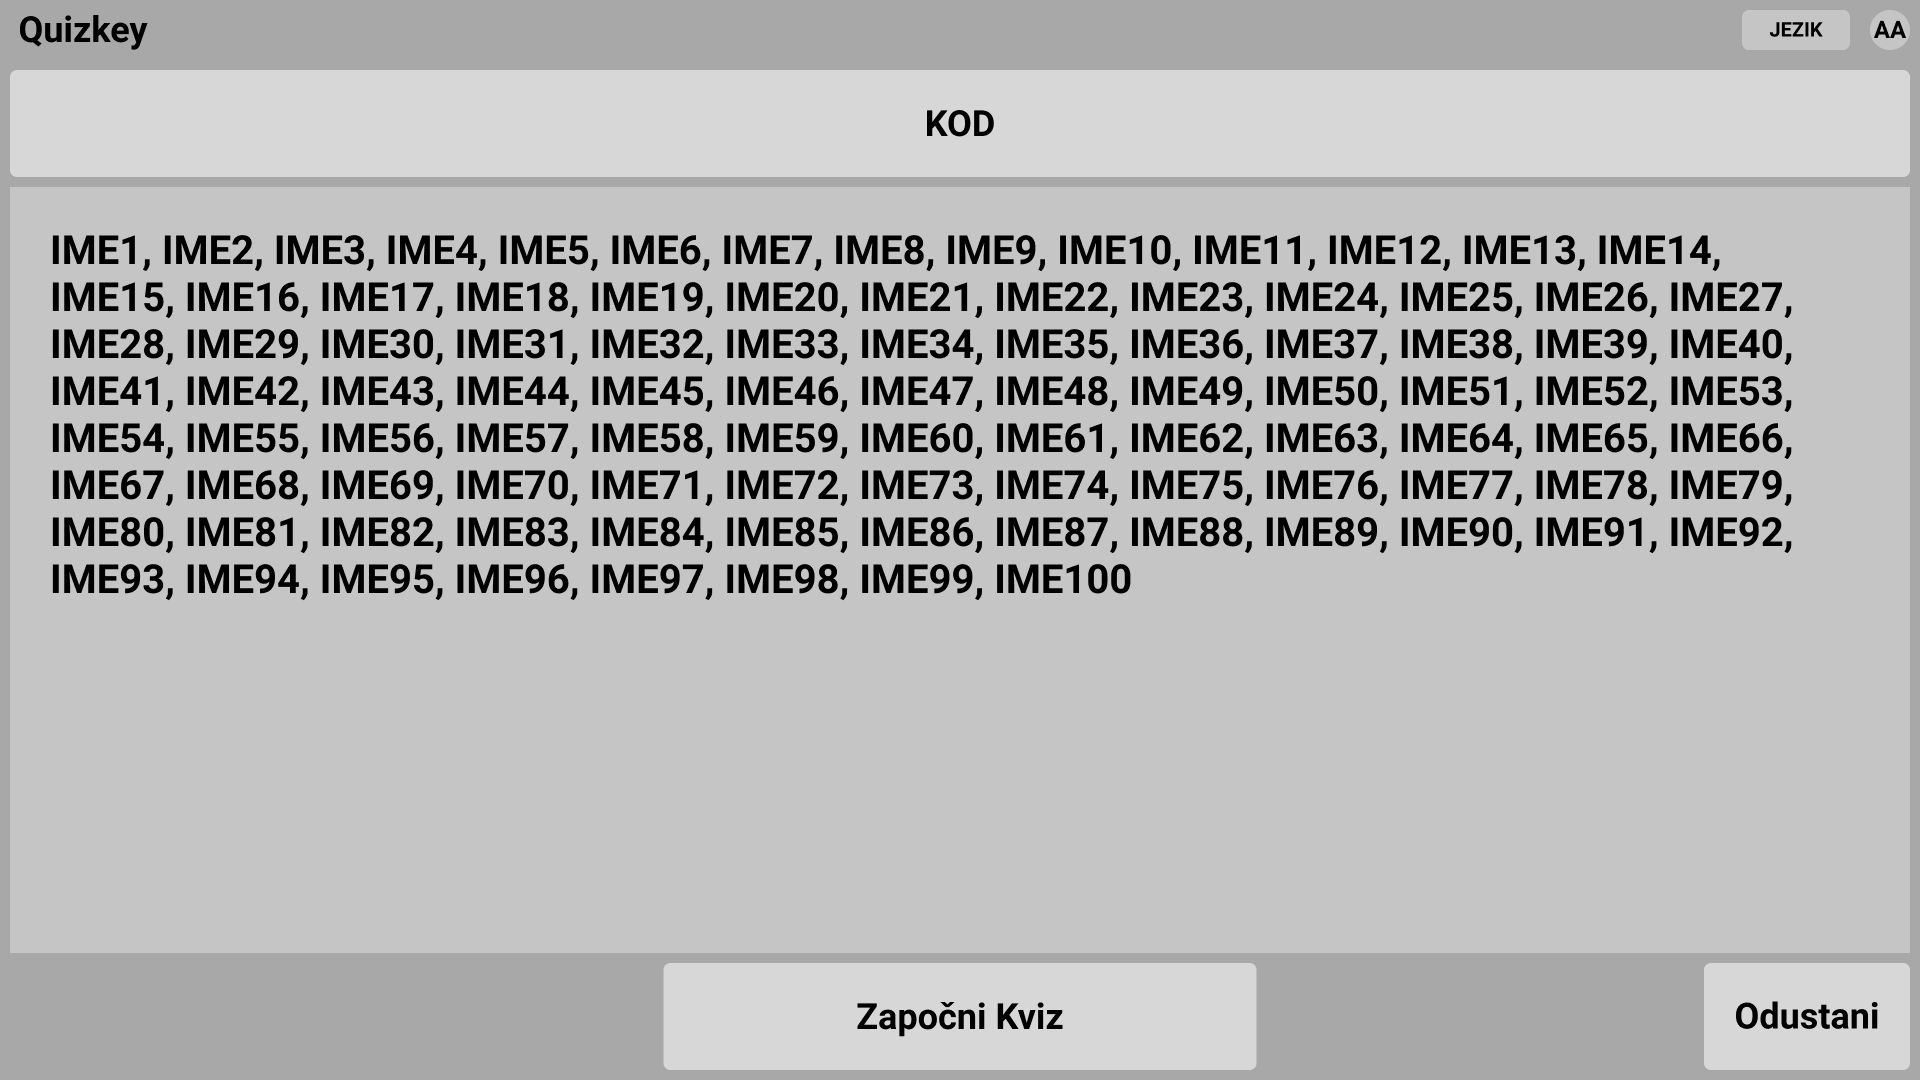 Quizkey
JEZIK
AA
KOD
IME1, IME2, IME3, IME4, IME5, IME6, IME7, IME8, IME9, IME10, IME11, IME12, IME13, IME14,
IME15, IME16, IME17, IME18, IME19, IME20, IME21, IME22, IME23, IME24, IME25, IME26, IME27,
IME28, IME29, IME30, IME31, IME32, IME33, IME34, IME35, IME36, IME37, IME38, IME39, IME40,
IME41, IME42, IME43, IME44, IME45, IME46, IME47, IME48, IME49, IME50, IME51, IME52, IME53,
IME54, IME55, IME56, IME57, IME58, IME59, IME60, IME61, IME62, IME63, IME64, IME65, IME66,
IME67, IME68, IME69, IME70, IME71, IME72, IME73, IME74, IME75, IME76, IME77, IME78, IME79,
IME80, IME81, IME82, IME83, IME84, IME85, IME86, IME87, IME88, IME89, IME90, IME91, IME92,
IME93, IME94, IME95, IME96, IME97, IME98, IME99, IME100
Započni Kviz
Odustani